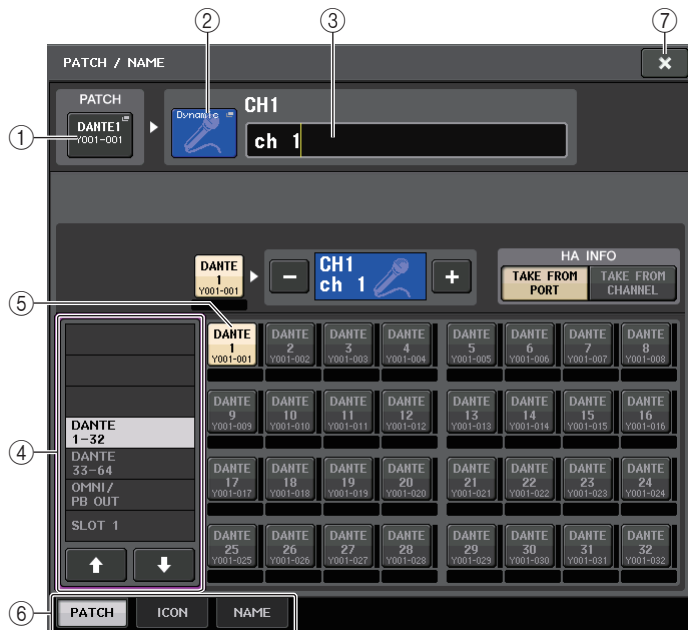 ② ③ ⑦
PATCH / NAME
PATCH
① DANTE1
Y001-001
Dynamic
CH1
ch 1
DANTE
1
Y001-001
CH1
ch 1
HA INFO
TAKE FROM
PORT
TAKE FROM
CHANNEL
⑤
④
DANTE
1-32
DANTE
33-64
OMNI/
PB OUT
SLOT 1
DANTE DANTE DANTE DANTE DANTE DANTE DANTE DANTE
1 2 3 4 5 6 7 8
Y001-001 Y001-002 Y001-003 Y001-004 Y001-005 Y001-006 Y001-007 Y001-008
DANTE DANTE DANTE DANTE DANTE DANTE DANTE DANTE
9 10 11 12 13 14 15 16
Y001-009 Y001-010 Y001-011 Y001-012 Y001-013 Y001-014 Y001-015 Y001-016
DANTE DANTE DANTE DANTE DANTE DANTE DANTE DANTE
17 18 19 20 21 22 23 24
Y001-017 Y001-018 Y001-019 Y001-020 Y001-021 Y001-022 Y001-023 Y001-024
DANTE DANTE DANTE DANTE DANTE DANTE DANTE DANTE
25 26 27 28 29 30 31 32
Y001-025 Y001-026 Y001-027 Y001-028 Y001-029 Y001-030 Y001-031 Y001-032
⑥ PATCH ICON NAME